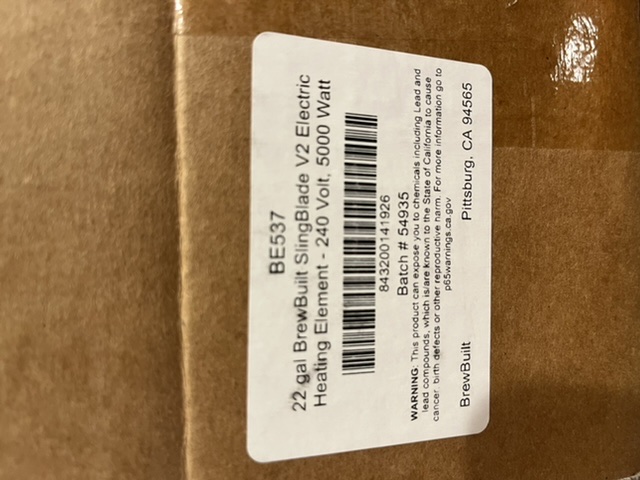 BE537
22 gal BrewBuilt SlingBlade V2 Electric
Heating Element - 240 Volt, 5000 Watt
843200141926
Batch # 54935
WARNING: This product can expose you to chemicals including Lead and
lead compounds, which is/are known to the State of California to cause
cancer birth defects or other reproductive harm. For more information go to
p65warnings.ca.gov
BrewBuilt Pittsburg, CA 94565